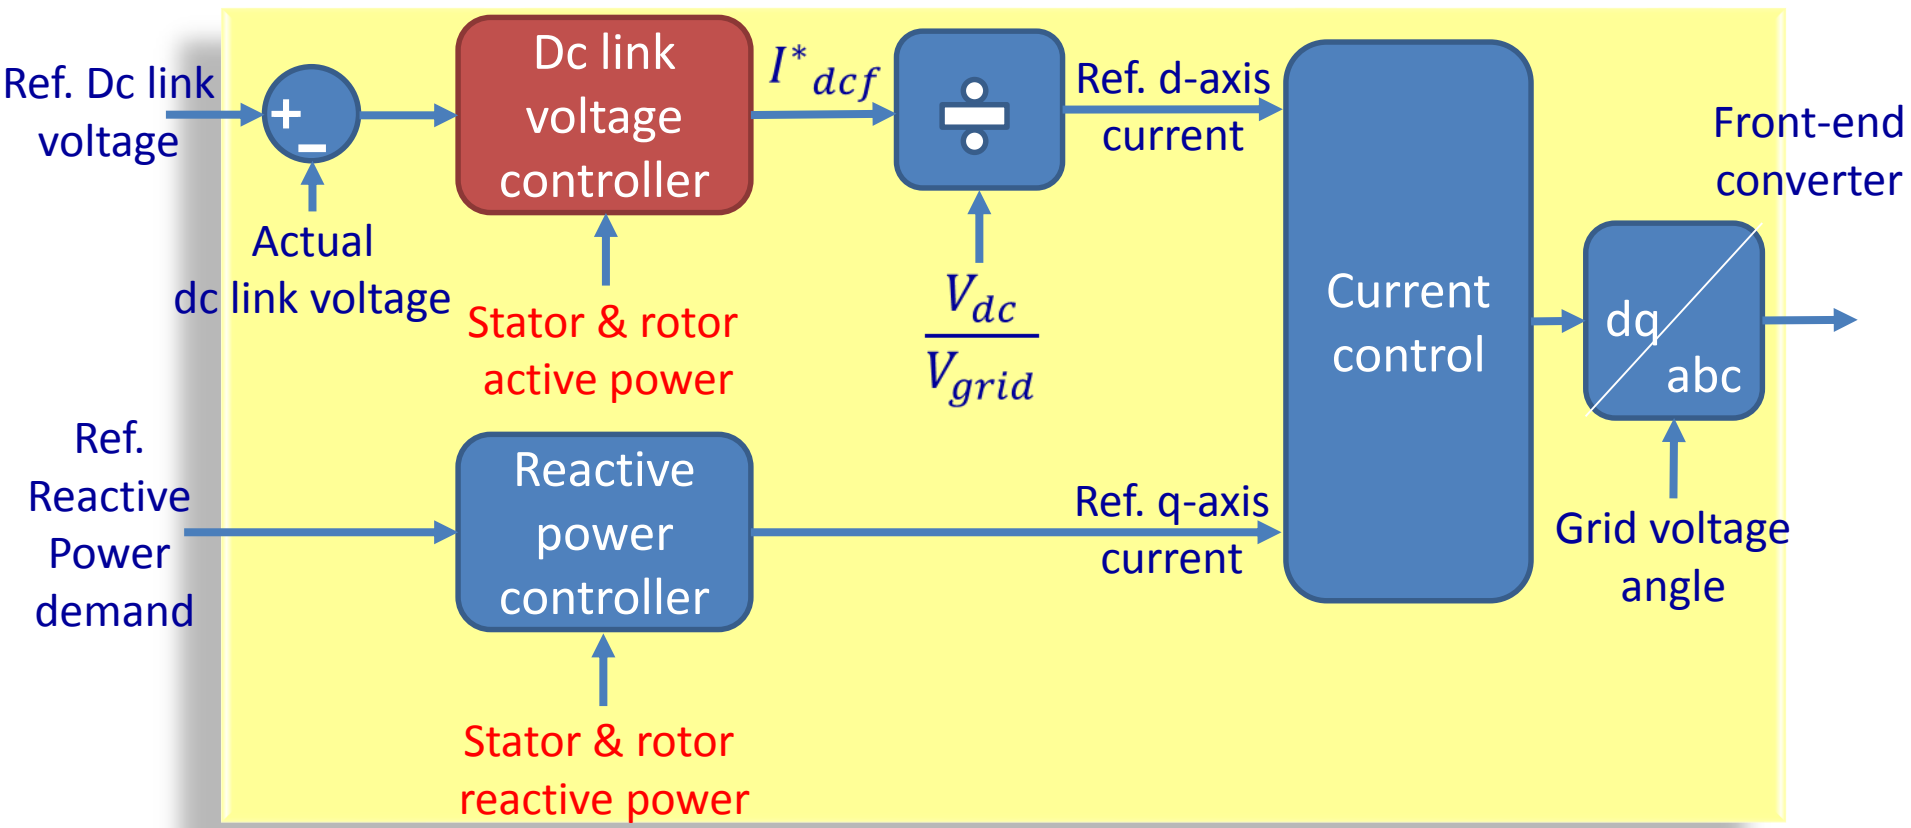 Ref. Dc link
voltage
+
−
Actual
dc link voltage
Dc link
voltage
controller
I*dcf
÷
Ref. d-axis
current
Stator & rotor
active power
Vdc
Vgrid
Current
control
Front-end
converter
dq
abc
Grid voltage
angle
Ref.
Reactive
Power
demand
Reactive
power
controller
Ref. q-axis
current
Stator & rotor
reactive power